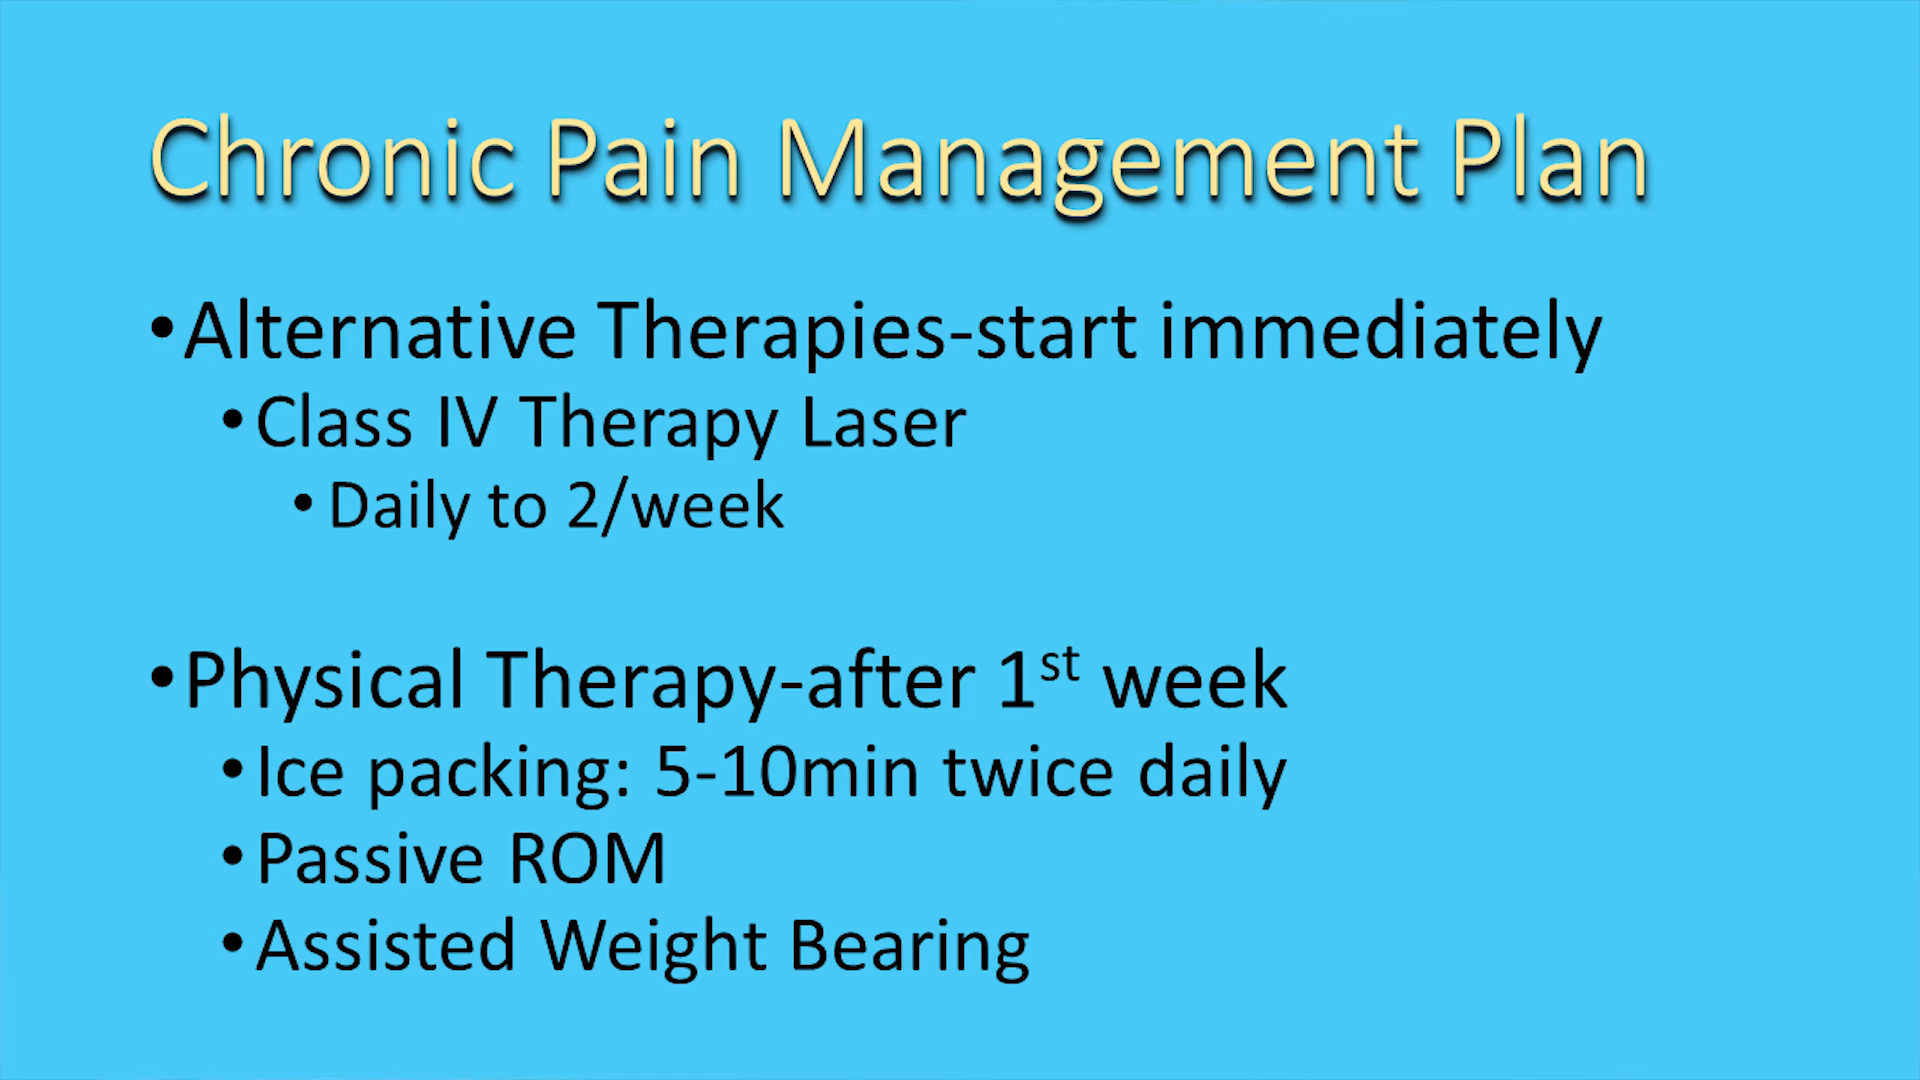 Chronic Pain Management Plan
•Alternative Therapies-start immediately
•Class IV Therapy Laser
•Daily to 2/week
•Physical Therapy-after 1st week
•Ice packing: 5-10min twice daily
•Passive ROM
•Assisted Weight Bearing